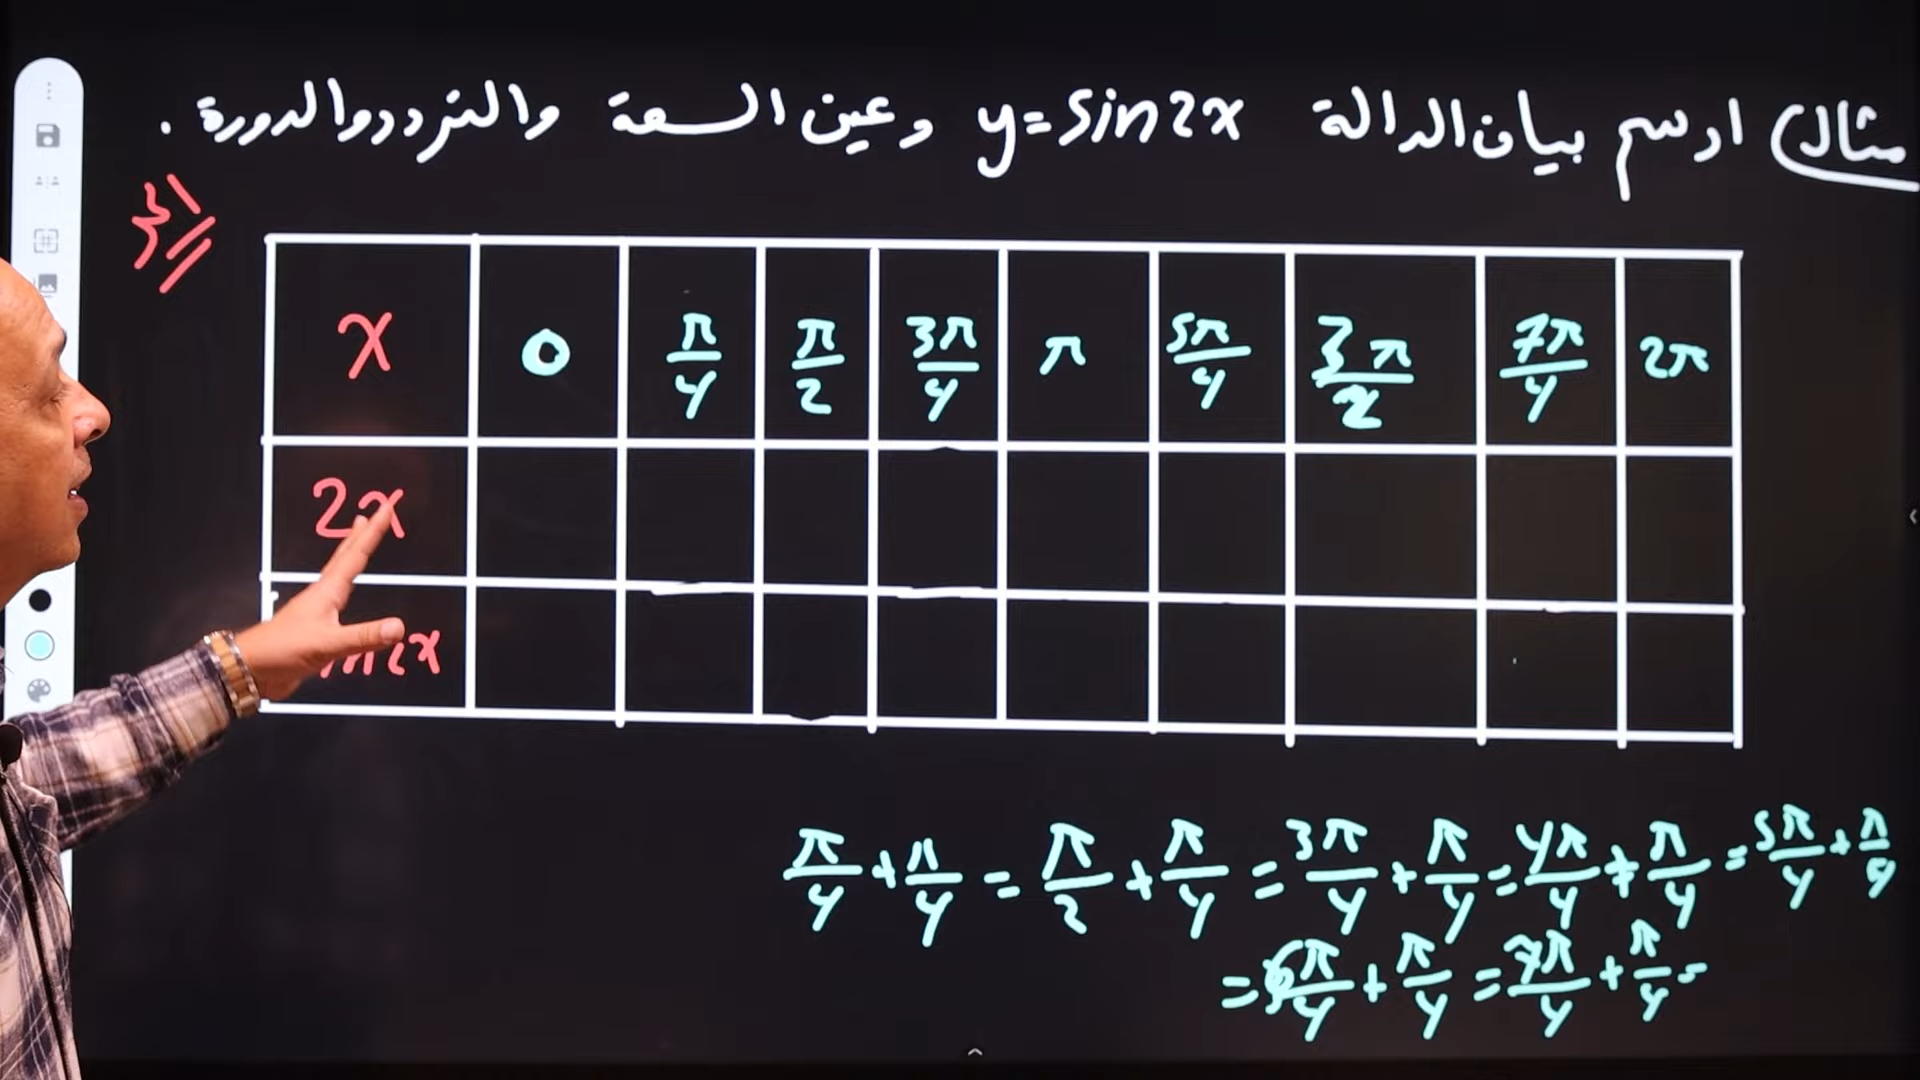 مثال ارسم بيان الدالة y=sin2x وعين السعة والتردد والدورة .
x 0 π/4 π/2 3π/4 π 5π/4 3π/2 7π/4 2π
2x
in2x
π/4 + π/4 = π/2 + π/4 = 3π/4 + π/4 = 4π/4 + π/4 = 5π/4 + π/4
= 6π/4 + π/4 = 7π/4 + π/4 =